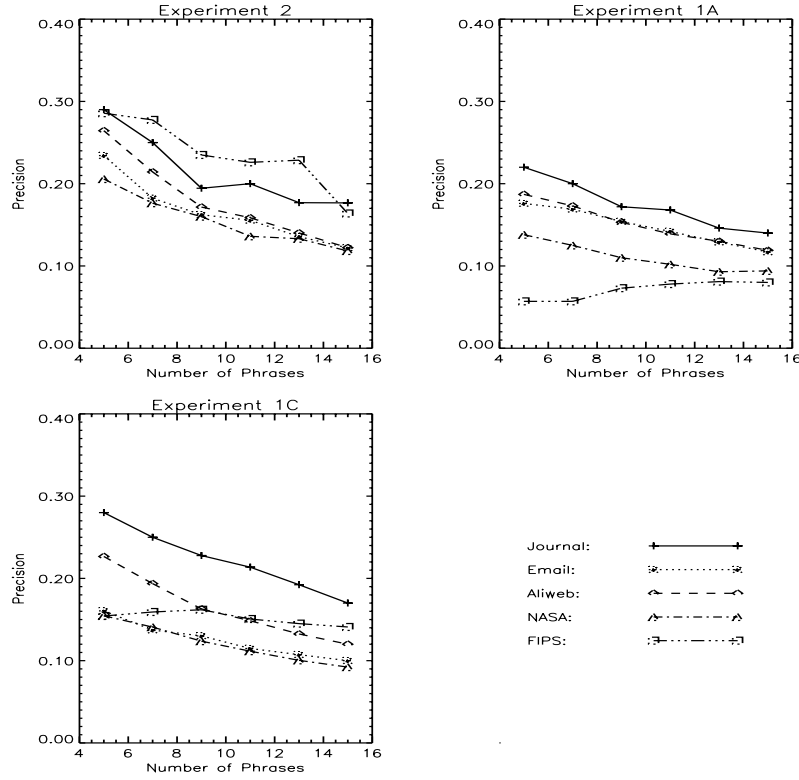 Experiment 2
0.40
0.30
0.20
0.10
0.00
Precision
4 6 8 10 12 14 16
Number of Phrases
Experiment 1A
0.40
0.30
0.20
0.10
0.00
Precision
4 6 8 10 12 14 16
Number of Phrases
Experiment 1C
0.40
0.30
0.20
0.10
0.00
Precision
4 6 8 10 12 14 16
Number of Phrases
Journal:
Email:
Aliweb:
NASA:
FIPS: